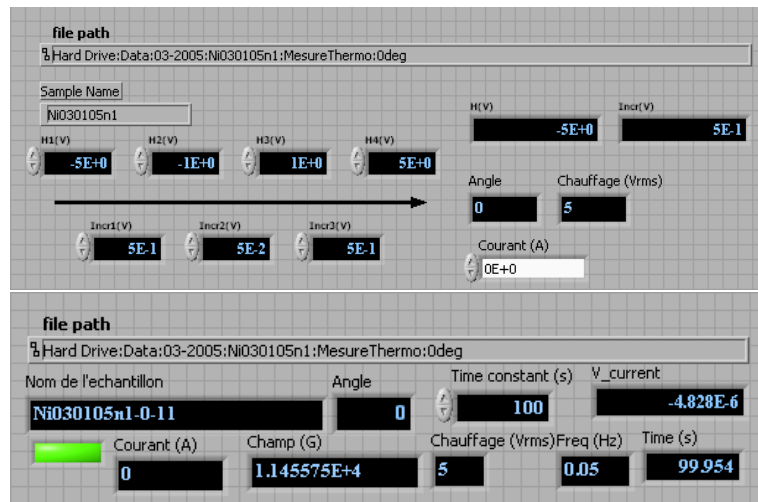 file path
Hard Drive:Data:03-2005:Ni030105n1:MesureThermo:0deg
Sample Name
Ni030105n1
H1(V) H2(V) H3(V) H4(V)
-5E+0 -1E+0 1E+0 5E+0
Incr1(V) Incr2(V) Incr3(V)
5E-1 5E-2 5E-1
H(V) Incr(V)
-5E+0 5E-1
Angle Chauffage (Vrms)
0 5
Courant (A)
0E+0
file path
Hard Drive:Data:03-2005:Ni030105n1:MesureThermo:0deg
Nom de l'echantillon Angle Time constant (s) V_current
Ni030105n1-0-11 0 100 -4.828E-6
Courant (A) Champ (G) Chauffage (Vrms) Freq (Hz) Time (s)
0 1.145575E+4 5 0.05 99.954